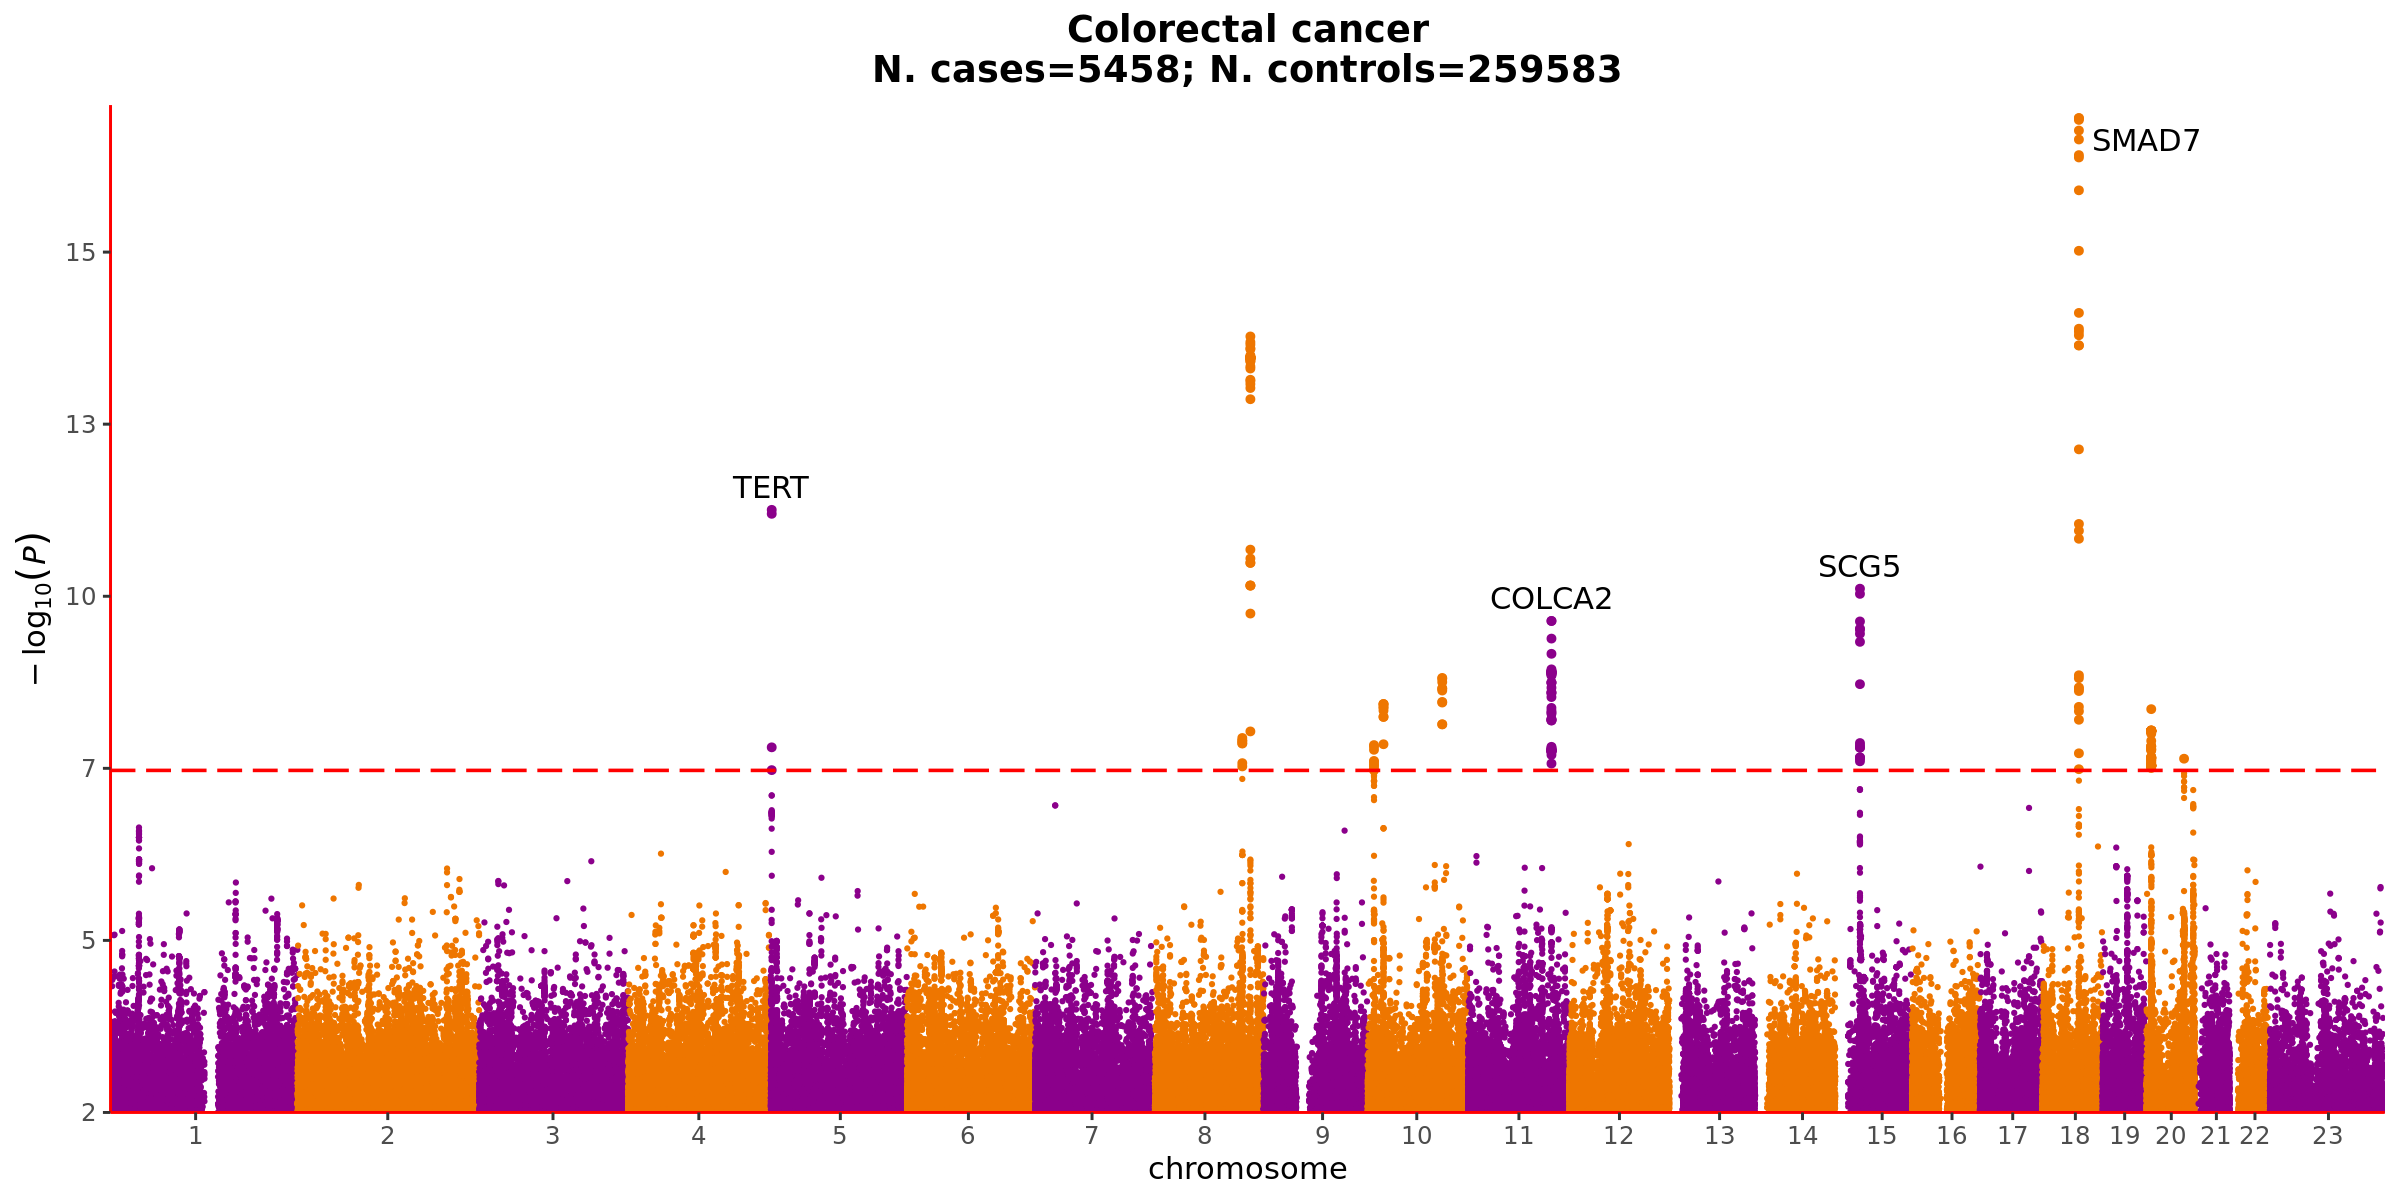 Colorectal cancer
N. cases=5458; N. controls=259583
SMAD7
15
13
TERT
SCG5
10
COLCA2
−log10(P)
7
5
2
1 2 3 4 5 6 7 8 9 10 11 12 13 14 15 16 17 18 19 20 21 22 23
chromosome